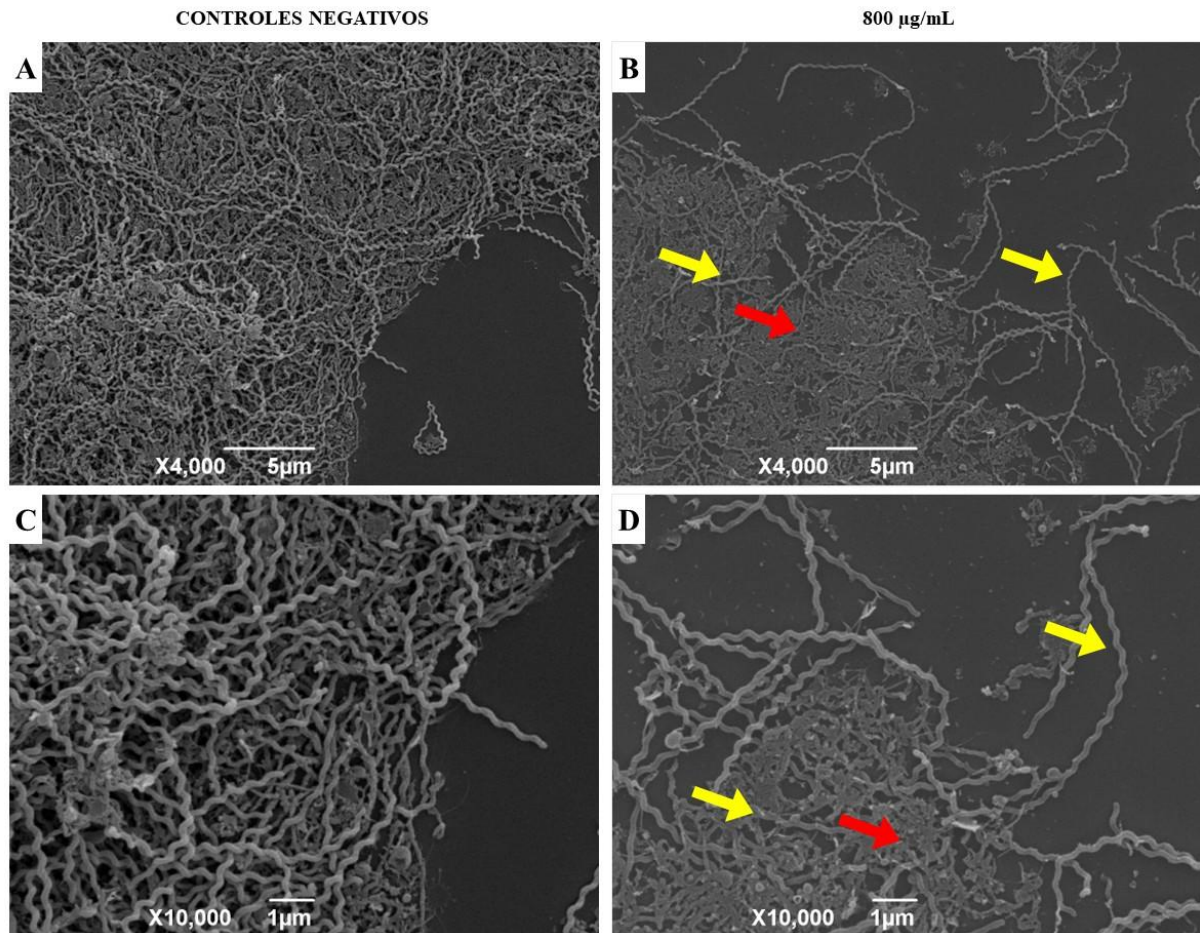 CONTROLES NEGATIVOS
800 µg/mL
A
B
X4,000 5µm
X4,000 5µm
C
D
X10,000 1µm
X10,000 1µm